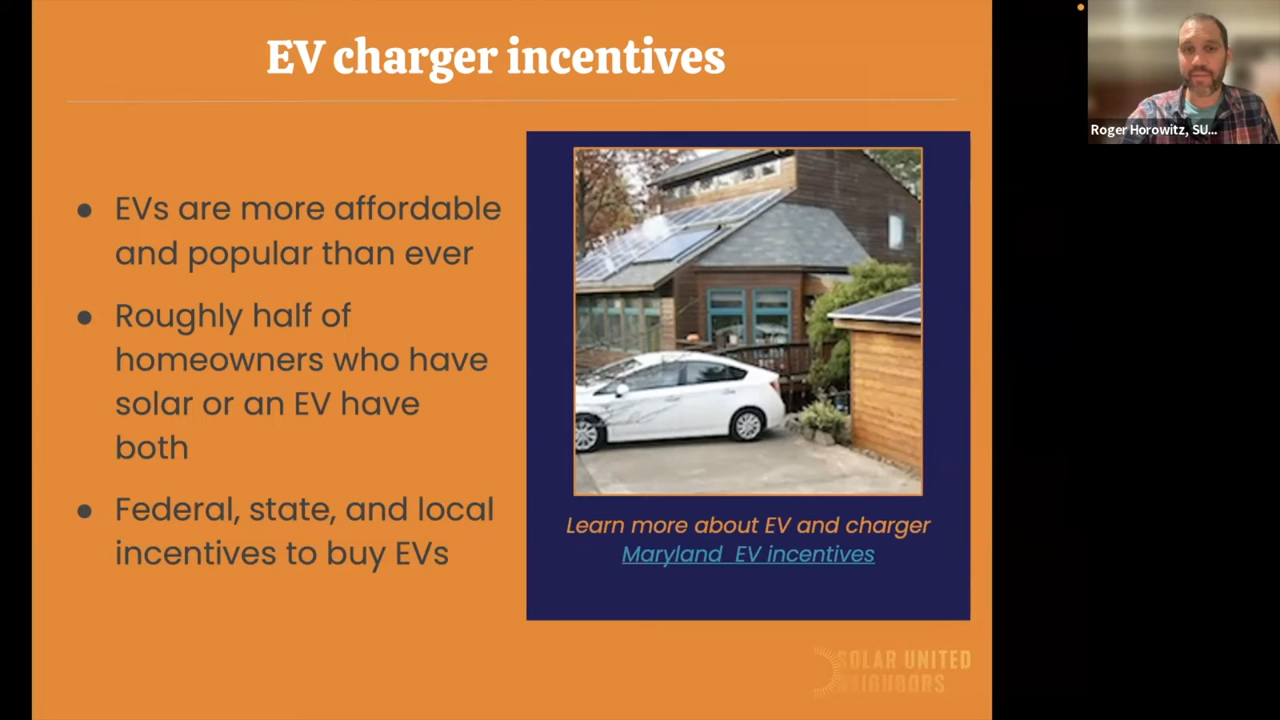 EV charger incentives
● EVs are more affordable
and popular than ever
● Roughly half of
homeowners who have
solar or an EV have
both
● Federal, state, and local
incentives to buy EVs
Learn more about EV and charger
Maryland EV incentives
SOLAR UNITED
NEIGHBORS
Roger Horowitz, SU...